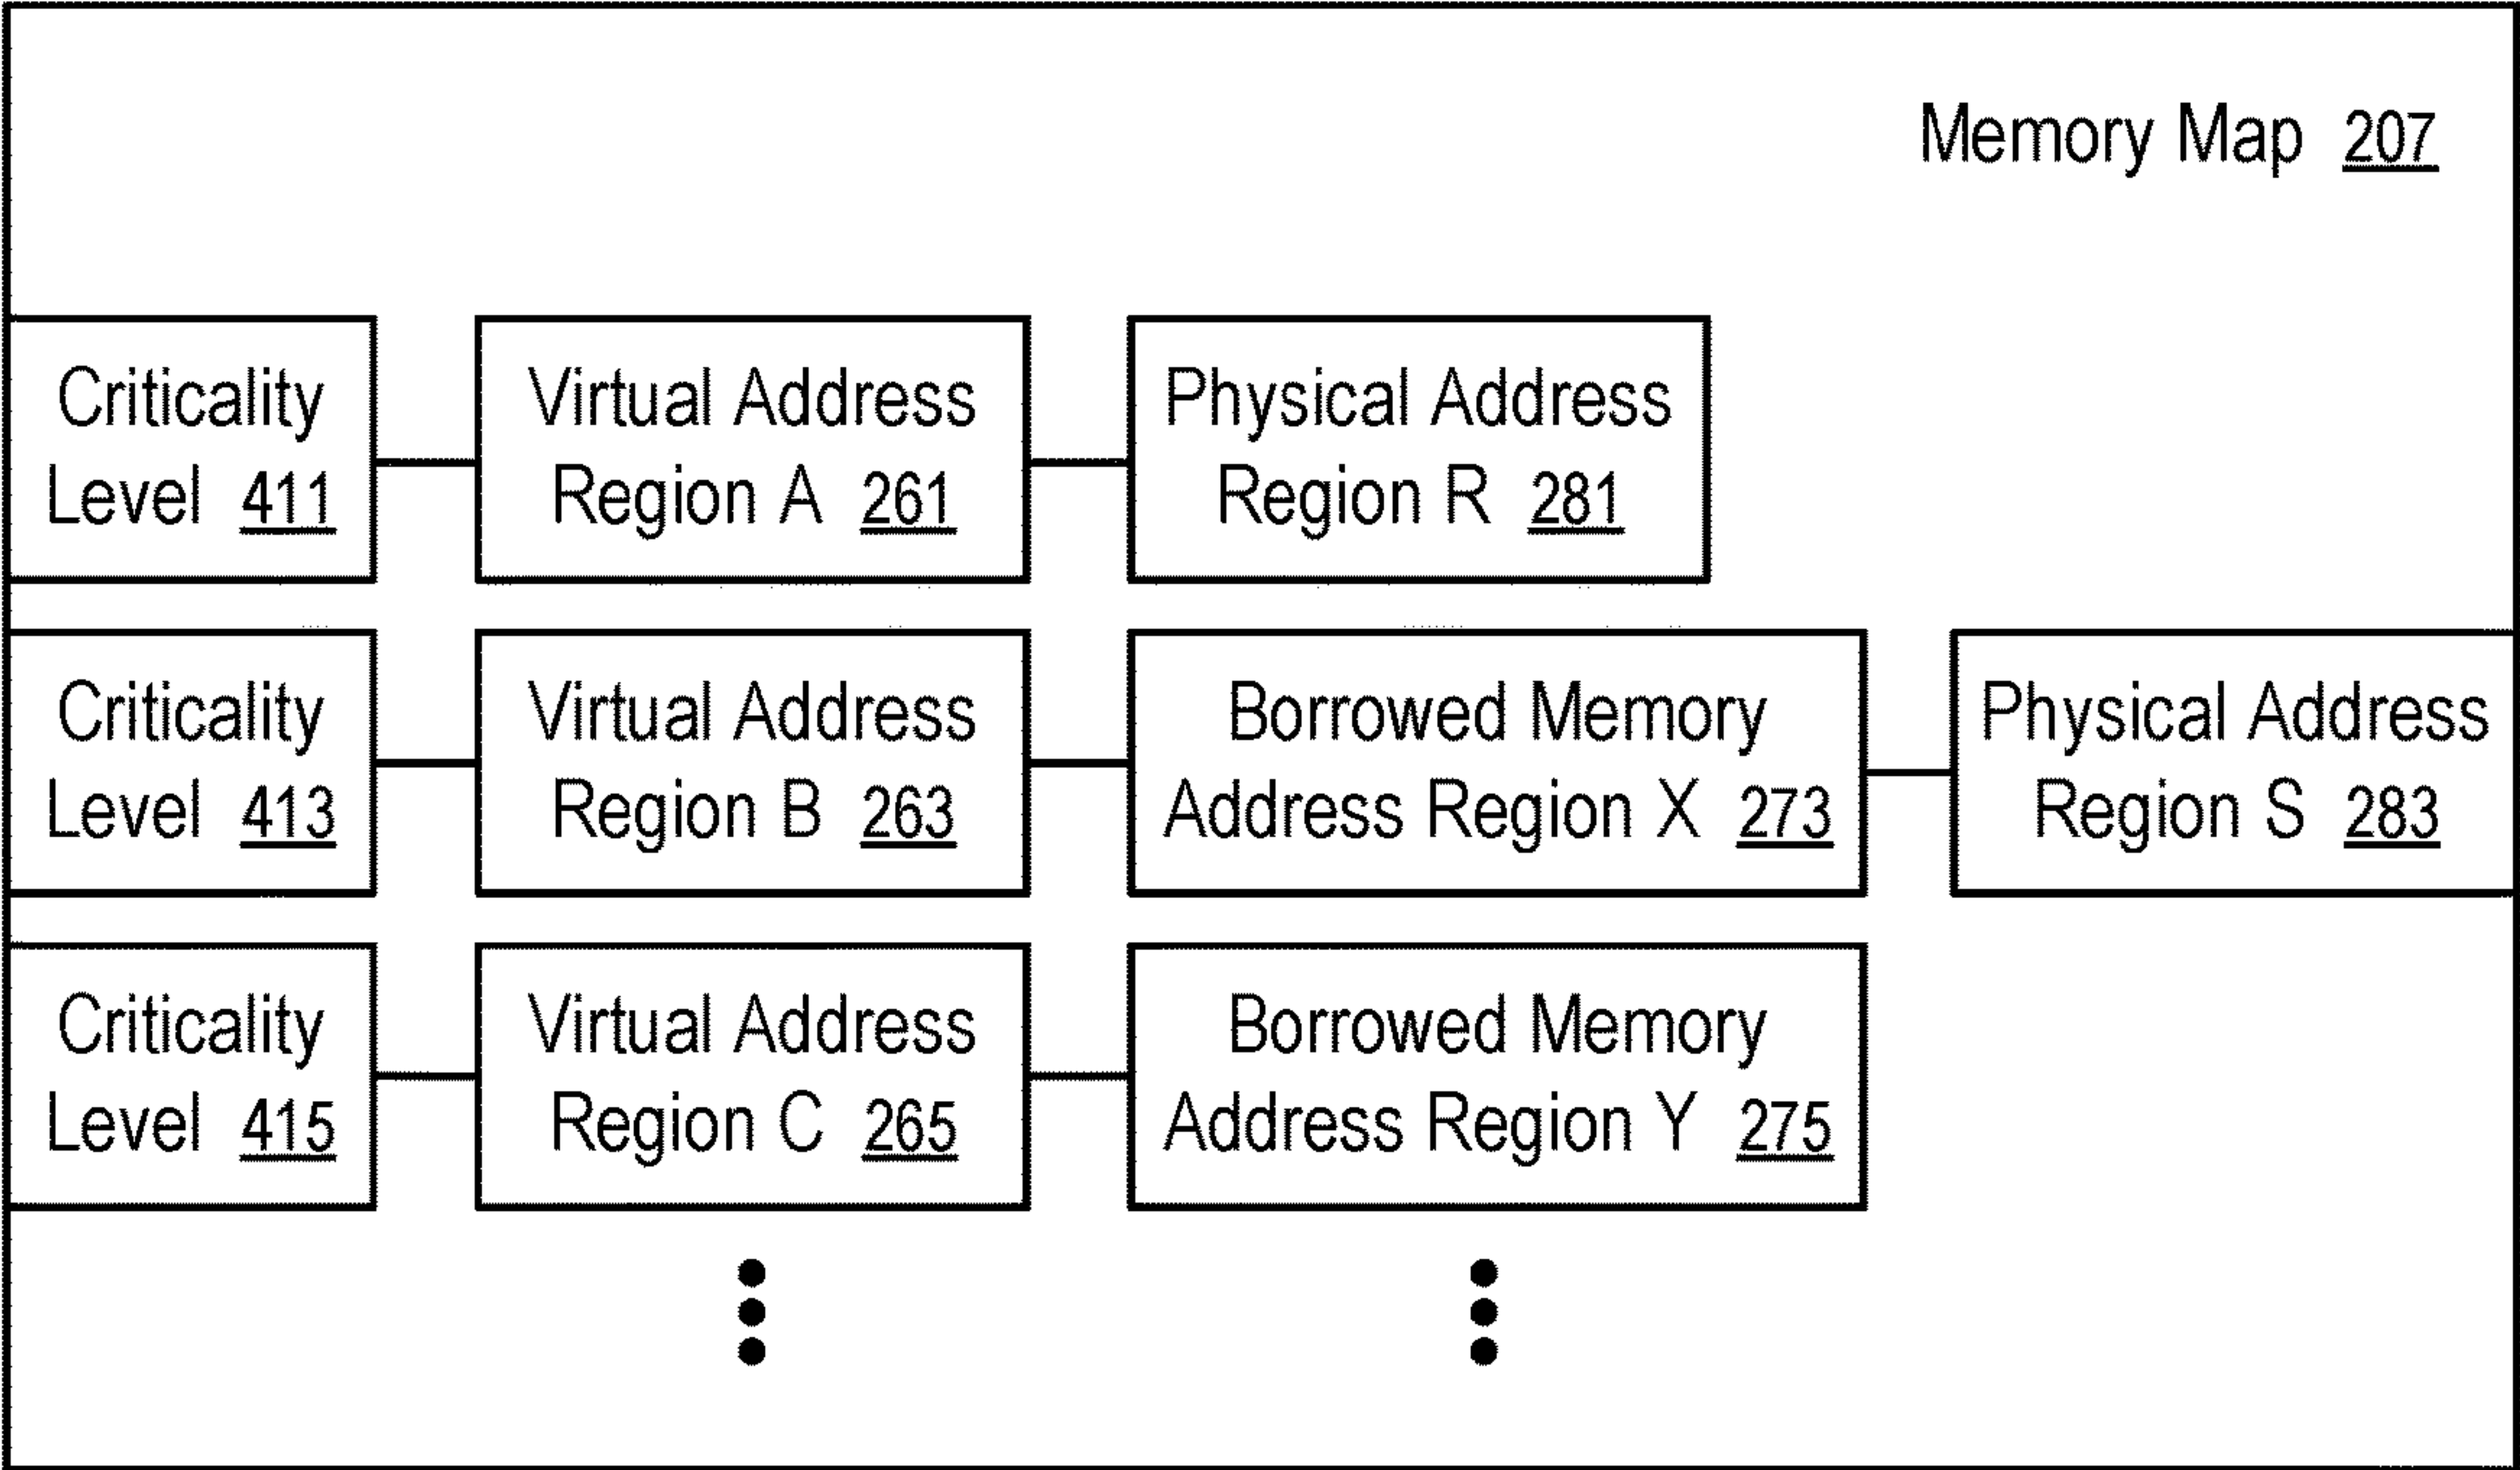 Memory Map 207
Criticality
Level 411
Virtual Address
Region A 261
Physical Address
Region R 281
Criticality
Level 413
Virtual Address
Region B 263
Borrowed Memory
Address Region X 273
Physical Address
Region S 283
Criticality
Level 415
Virtual Address
Region C 265
Borrowed Memory
Address Region Y 275